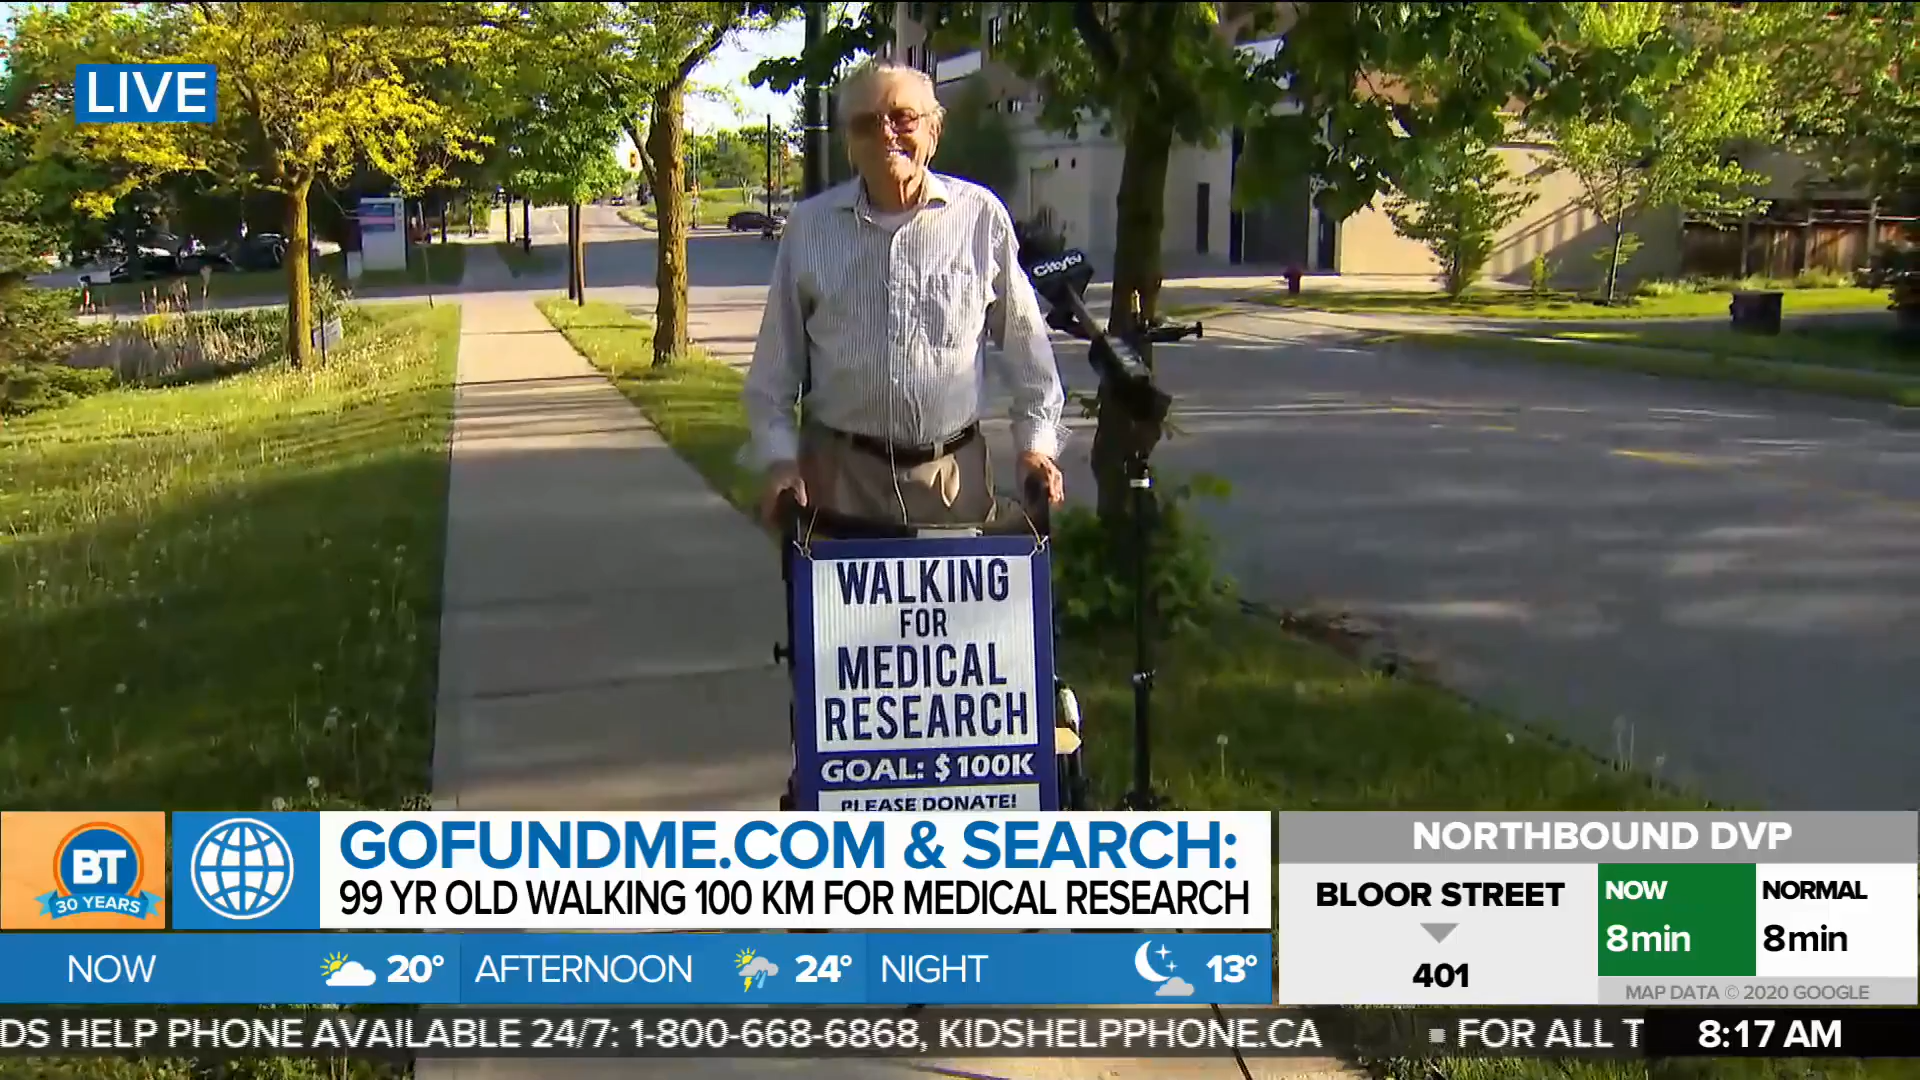 LIVE
Citytv
WALKING
FOR
MEDICAL
RESEARCH
GOAL: $100K
PLEASE DONATE!
BT
30 YEARS
GOFUNDME.COM & SEARCH:
99 YR OLD WALKING 100 KM FOR MEDICAL RESEARCH
NORTHBOUND DVP
BLOOR STREET
401
NOW
8min
NORMAL
8min
MAP DATA © 2020 GOOGLE
NOW 20° AFTERNOON 24° NIGHT 13°
DS HELP PHONE AVAILABLE 24/7: 1-800-668-6868, KIDSHELPPHONE.CA ▪ FOR ALL T
8:17 AM